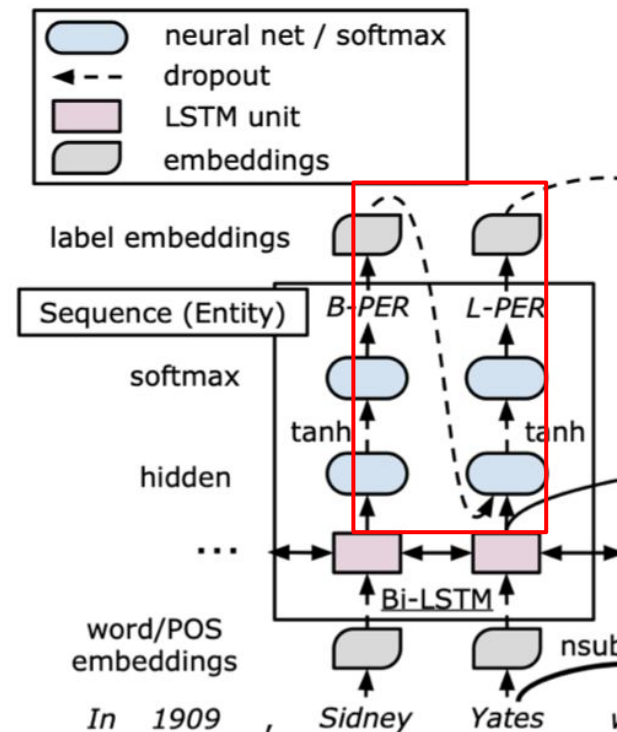 neural net / softmax
dropout
LSTM unit
embeddings
label embeddings
Sequence (Entity)
B-PER L-PER
softmax
tanh tanh
hidden
...
Bi-LSTM
word/POS
embeddings
nsub
In 1909 , Sidney Yates